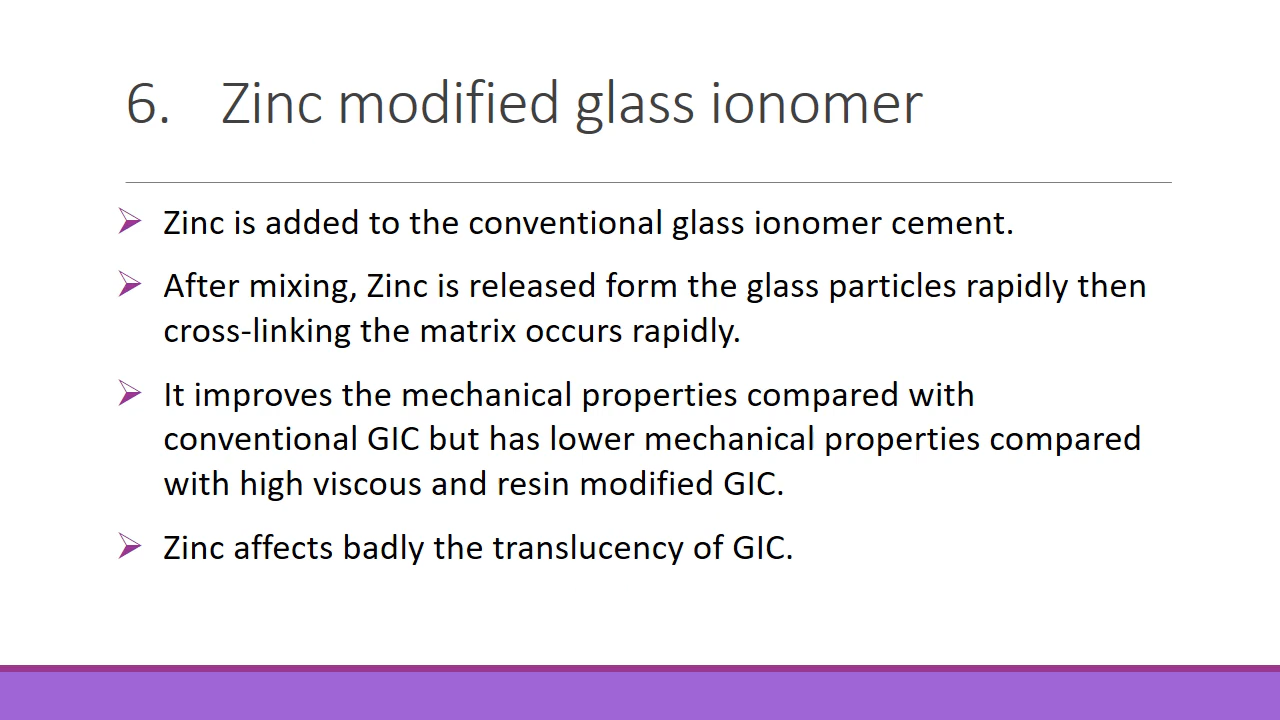 6. Zinc modified glass ionomer
Zinc is added to the conventional glass ionomer cement.
After mixing, Zinc is released form the glass particles rapidly then
cross-linking the matrix occurs rapidly.
It improves the mechanical properties compared with
conventional GIC but has lower mechanical properties compared
with high viscous and resin modified GIC.
Zinc affects badly the translucency of GIC.